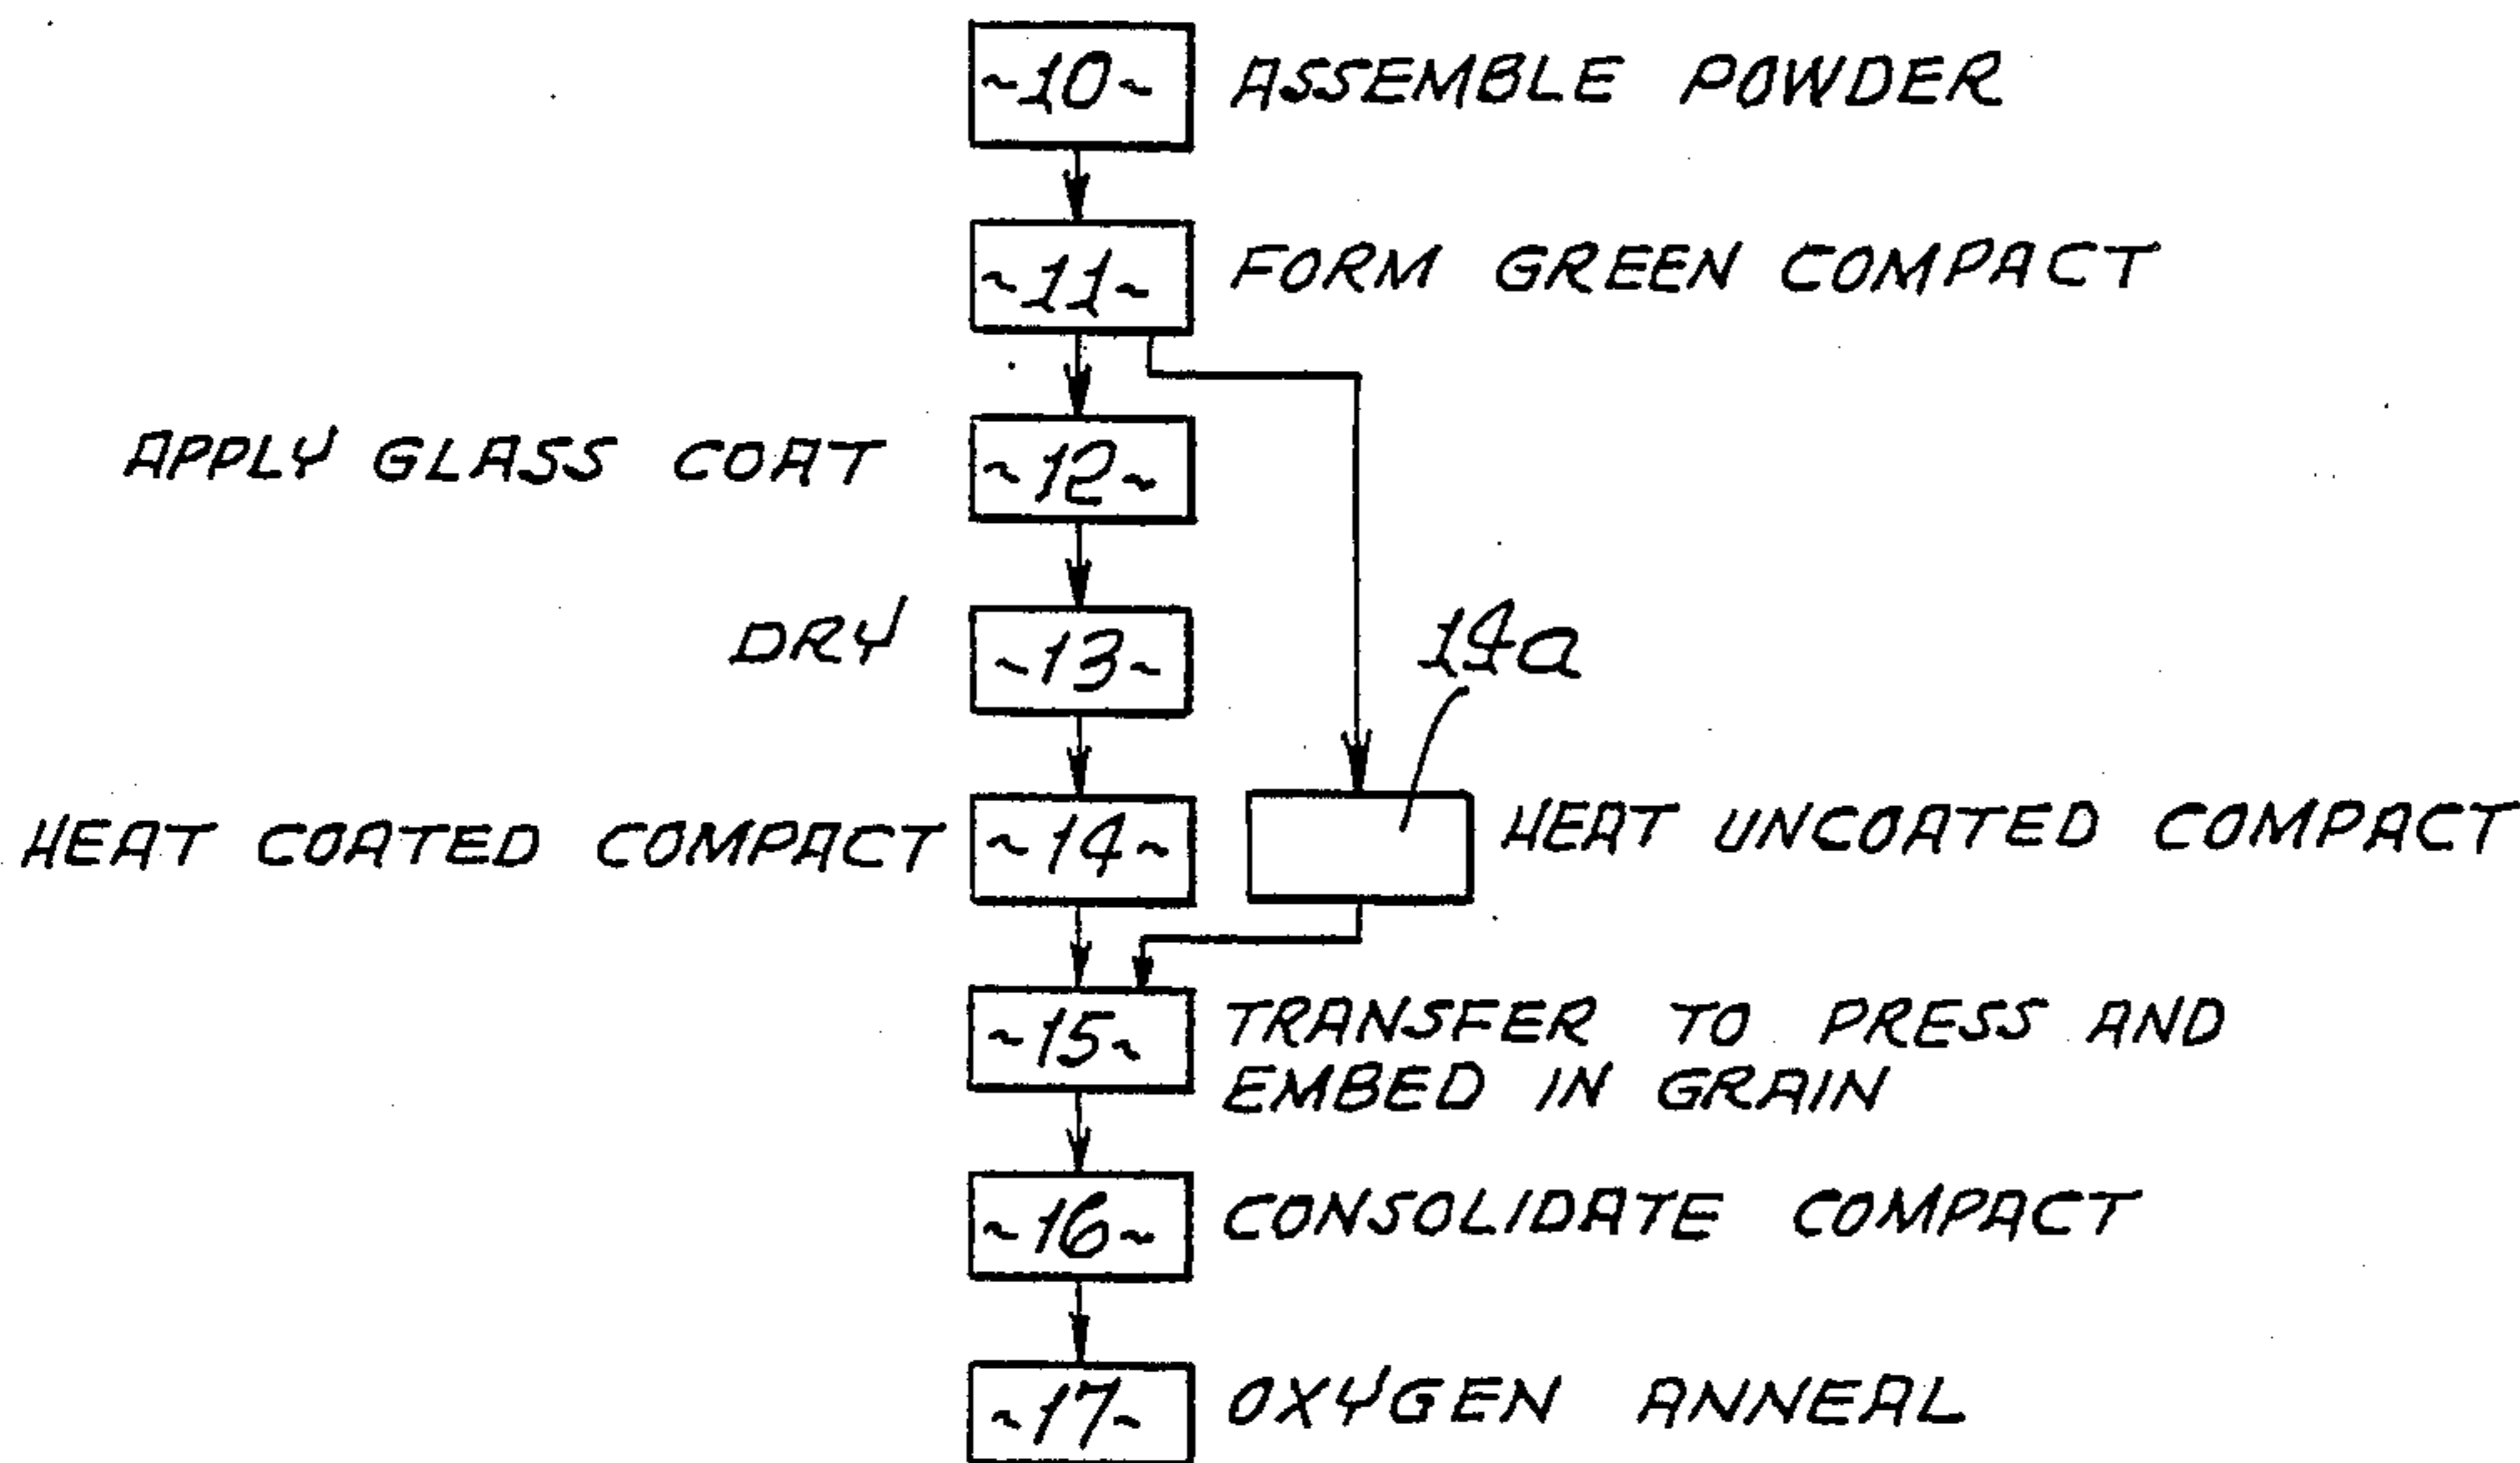 ~10~ ASSEMBLE POWDER
~11~ FORM GREEN COMPACT
APPLY GLASS COAT ~12~
DRY ~13~
14a
HEAT COATED COMPACT ~14~ HEAT UNCOATED COMPACT
~15~ TRANSFER TO PRESS AND
EMBED IN GRAIN
~16~ CONSOLIDATE COMPACT
~17~ OXYGEN ANNEAL